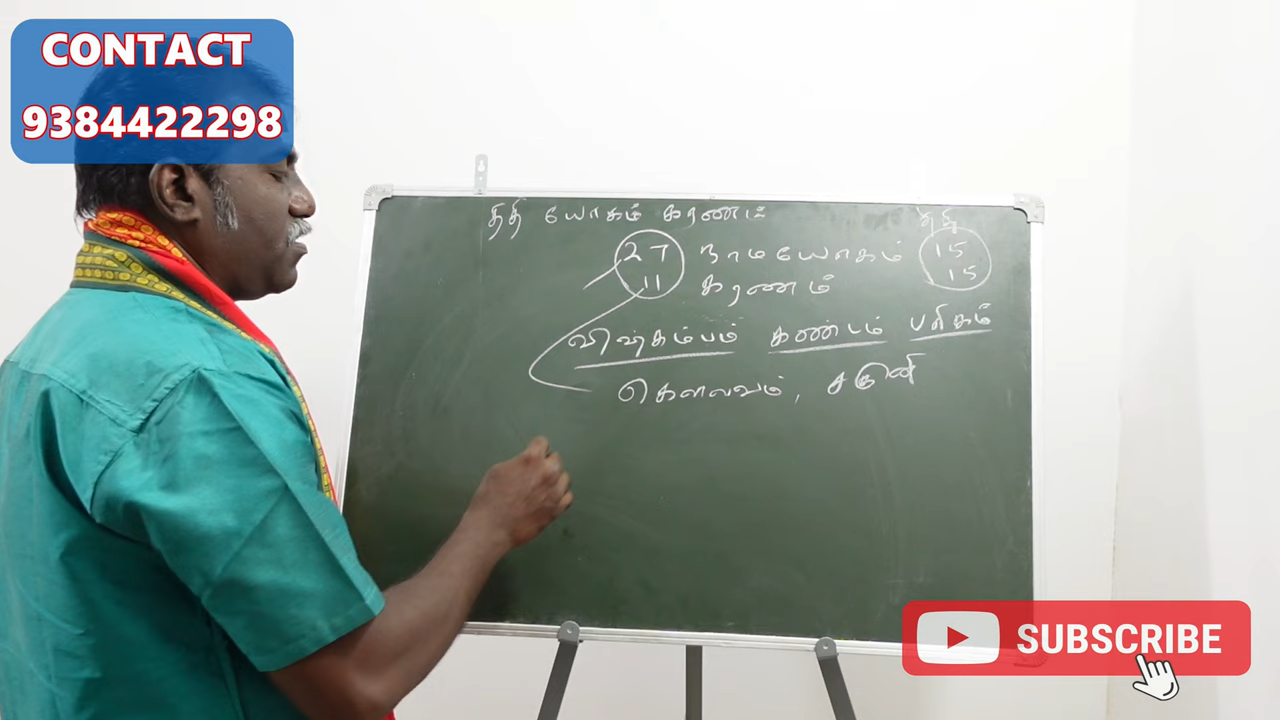 CONTACT
9384422298
திதி யோகம் கரணம்
திதி
27 நாமயோகம் 15
11 கரணம் 15
விஷ்கம்பம் கண்டம் பரிகம்
கௌலவம், சகுனி
SUBSCRIBE